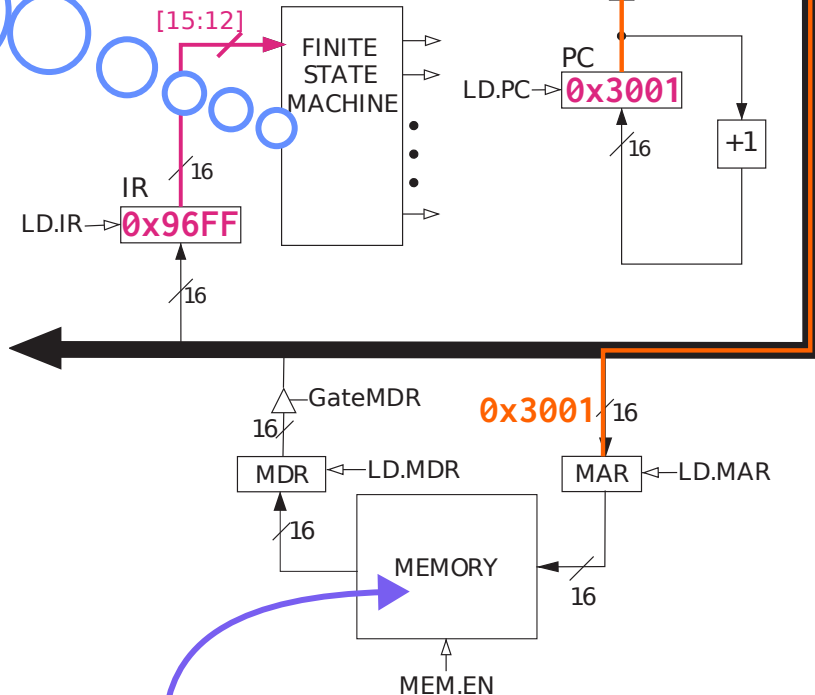 [15:12]
FINITE
STATE
MACHINE
PC
LD.PC
0x3001
+1
16
16
IR
LD.IR
0x96FF
16
GateMDR
0x3001
16
16
MDR
LD.MDR
MAR
LD.MAR
16
MEMORY
16
MEM.EN